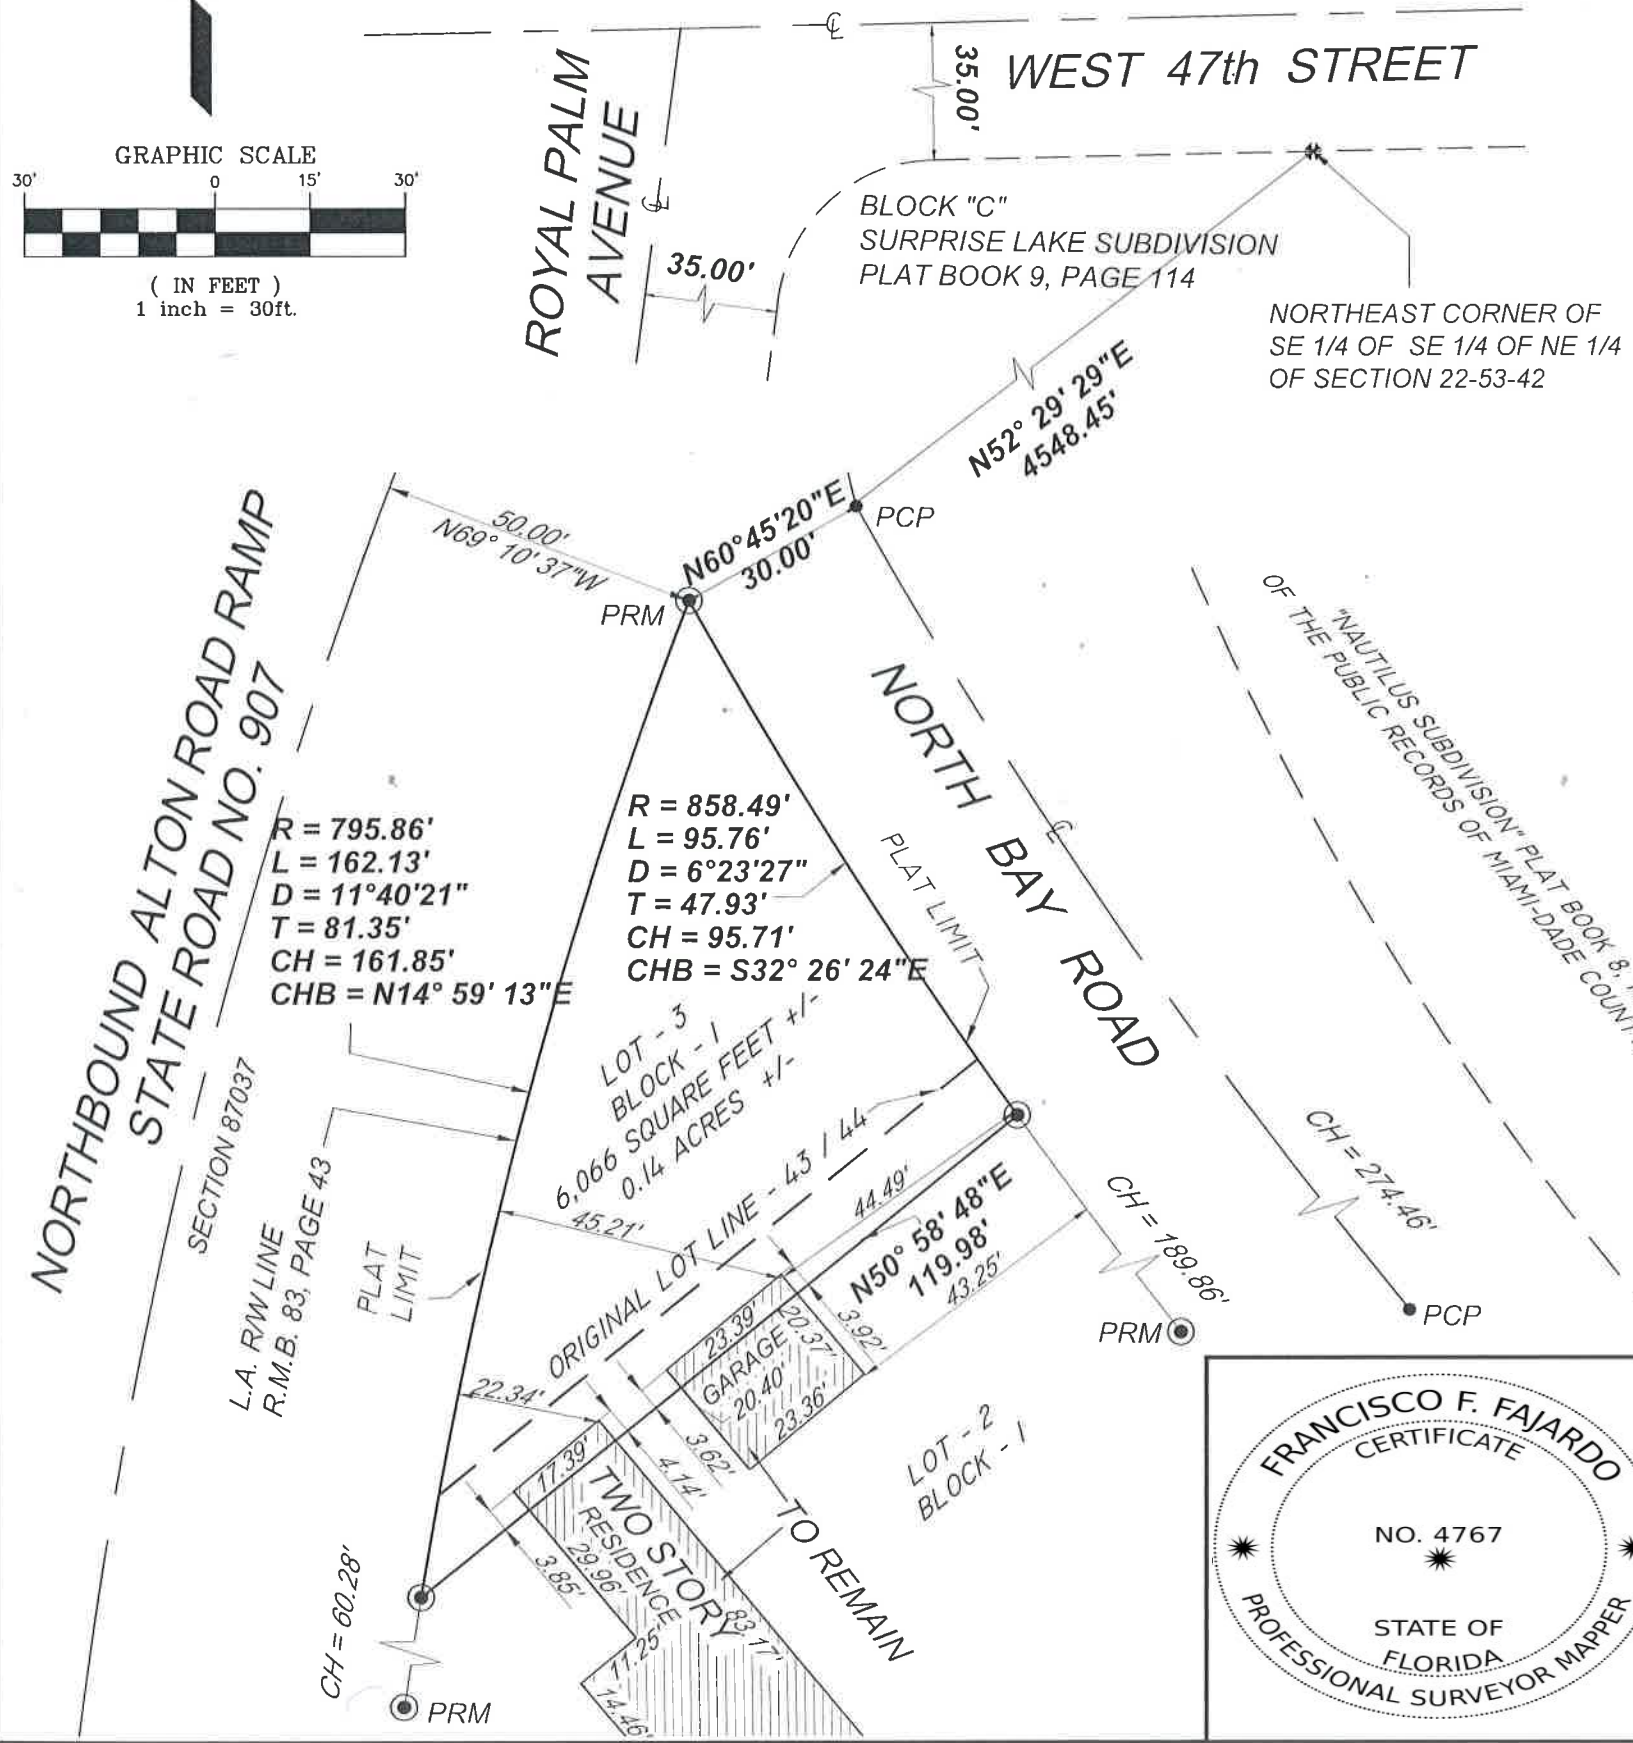 WEST 47th STREET
35.00'
ROYAL PALM
AVENUE
35.00'
GRAPHIC SCALE
30' 0 15' 30'
( IN FEET )
1 inch = 30ft.
BLOCK "C"
SURPRISE LAKE SUBDIVISION
PLAT BOOK 9, PAGE 114
NORTHEAST CORNER OF
SE 1/4 OF SE 1/4 OF NE 1/4
OF SECTION 22-53-42
N52° 29' 29"E
4548.45'
N60°45'20"E
30.00'
PCP
50.00'
N69° 10' 37"W
PRM
NORTHBOUND ALTON ROAD RAMP
STATE ROAD NO. 907
"NAUTILUS SUBDIVISION" PLAT BOOK 8,
OF THE PUBLIC RECORDS OF MIAMI-DADE
NORTH BAY ROAD
R = 795.86'
L = 162.13'
D = 11°40'21"
T = 81.35'
CH = 161.85'
CHB = N14° 59' 13"E
R = 858.49'
L = 95.76'
D = 6°23'27"
T = 47.93'
CH = 95.71'
CHB = S32° 26' 24"E
PLAT LIMIT
LOT - 3
BLOCK - 1
6,066 SQUARE FEET +/-
0.14 ACRES +/-
SECTION 87037
L.A. R/W LINE
R.M.B. 83, PAGE 43
PLAT
LIMIT
ORIGINAL LOT LINE - 43 / 44
45.21'
44.49'
N50° 58' 48"E
119.98'
43.25'
CH = 189.86'
CH = 274.46'
PRM
PCP
23.39'
20.37'
GARAGE
20.40'
23.36'
3.92'
22.34'
3.62'
4.14'
17.39'
TWO STORY
RESIDENCE
29.96'
83.17'
11.25'
14.46'
3.85'
TO REMAIN
LOT - 2
BLOCK - 1
CH = 60.28'
PRM
FRANCISCO F. FAJARDO
CERTIFICATE
NO. 4767
STATE OF
FLORIDA
PROFESSIONAL SURVEYOR MAPPER